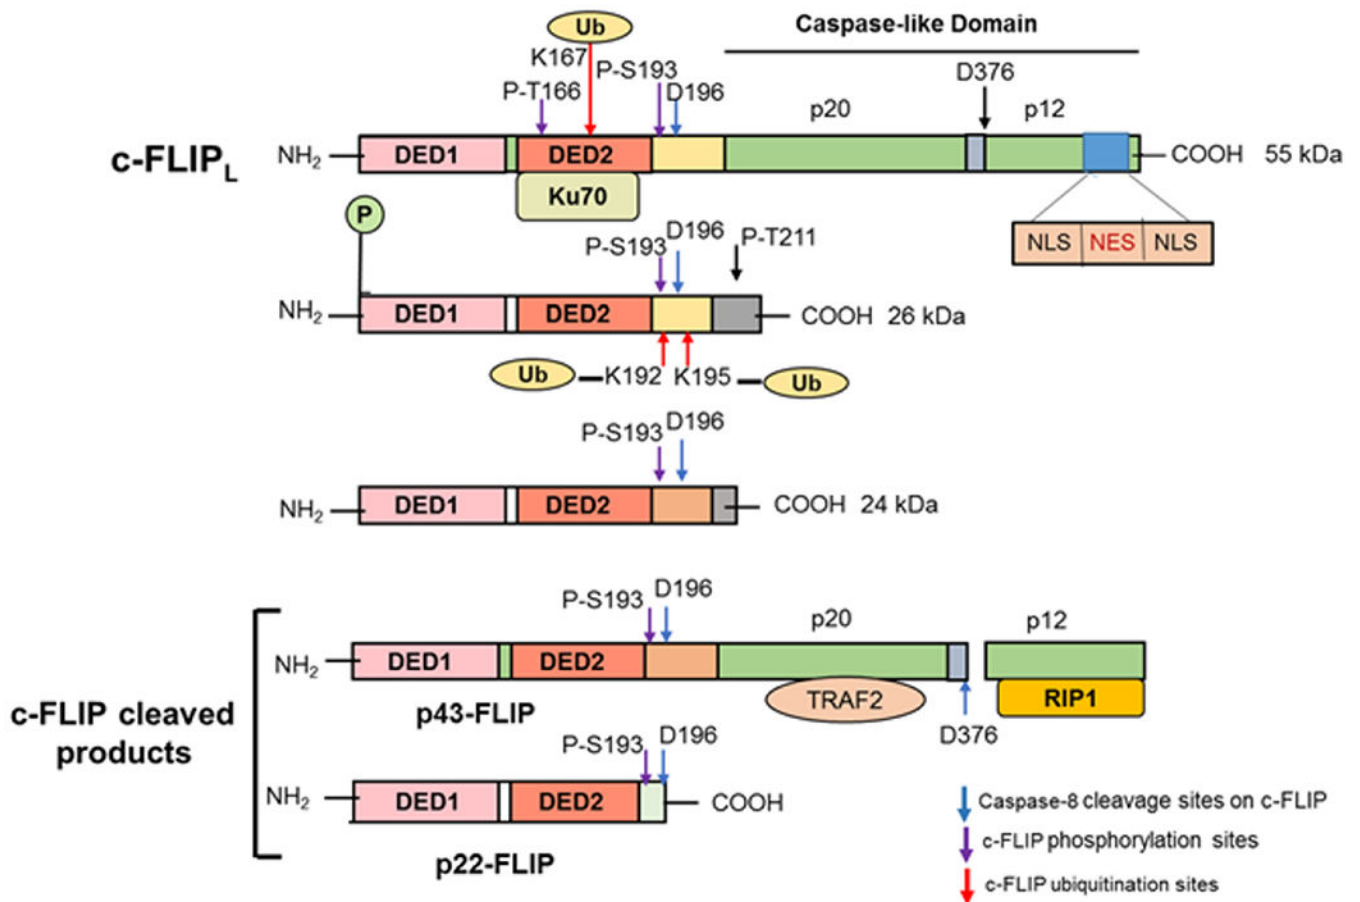 Caspase-like Domain
Ub
K167
P-S193
P-T166
D196
D376
p20
p12
c-FLIPL
NH2
DED1
DED2
COOH 55 kDa
Ku70
NLS NES NLS
P
P-S193
D196
P-T211
NH2
DED1
DED2
COOH 26 kDa
Ub
K192
K195
Ub
P-S193
D196
NH2
DED1
DED2
COOH 24 kDa
c-FLIP cleaved
products
P-S193
D196
p20
p12
NH2
DED1
DED2
TRAF2
RIP1
p43-FLIP
D376
P-S193
D196
NH2
DED1
DED2
COOH
p22-FLIP
Caspase-8 cleavage sites on c-FLIP
c-FLIP phosphorylation sites
c-FLIP ubiquitination sites